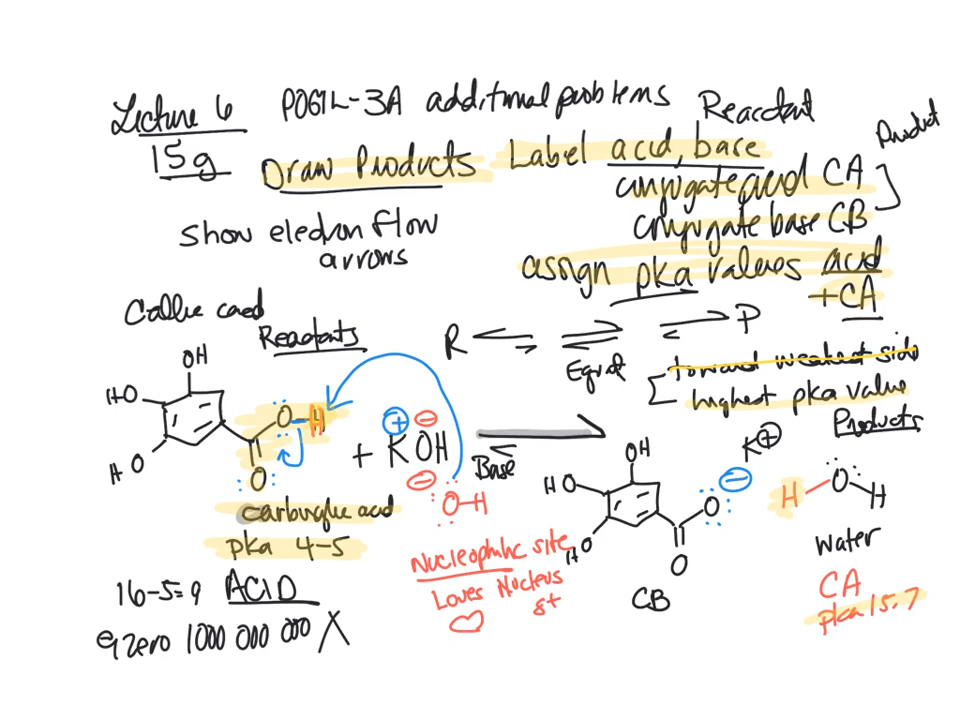 Lecture 6 POGIL-3A additional problems Reactant
15g Draw Products Label acid, base Product
conjugate acid CA
conjugate base CB
Show electron flow
arrows
assign pka values acid
+ CA
Gallic acid
Reactants
R P
Equil
toward weakest side
highest pka value
Products
OH
HO
HO
O-H
O
+ K OH
⊕ ⊖
⊖
O-H
Base
OH
HO
HO
O
⊖
O
K⊕
H O H
carboxylic acid
pka 4-5
Nucleophilic site
Loves Nucleus
δ+
water
16-5=9 ACID
CB
CA
pka 15.7
9 zero 1000 000 000 X